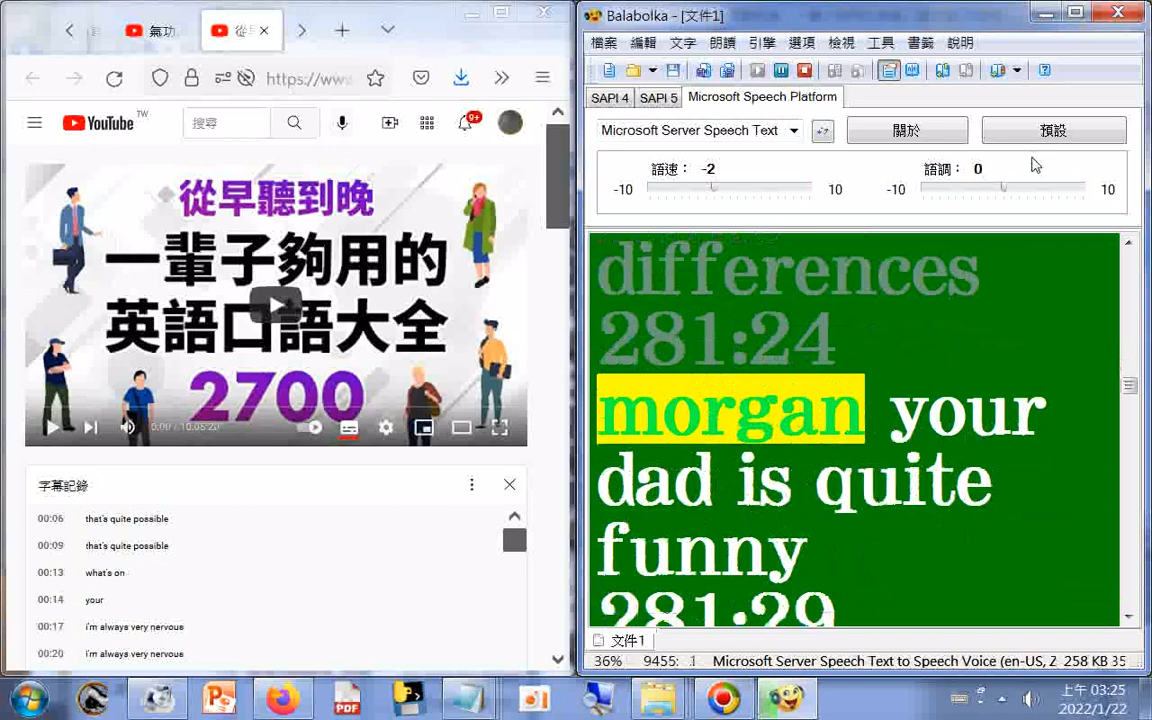 氣功
從
https://www
YouTube TW
搜尋
9+
從早聽到晚
一輩子夠用的
英語口語大全
2700
0:00 / 10:05:20
字幕記錄
00:06 that's quite possible
00:09 that's quite possible
00:13 what's on
00:14 your
00:17 i'm always very nervous
00:20 i'm always very nervous
Balabolka - [文件1]
檔案 編輯 文字 朗讀 引擎 選項 檢視 工具 書籤 說明
SAPI 4 SAPI 5 Microsoft Speech Platform
Microsoft Server Speech Text 關於 預設
語速： -2 語調： 0
-10 10 -10 10
differences
281:24
morgan your
dad is quite
funny
281:29
文件1
36% 9455: 1 Microsoft Server Speech Text to Speech Voice (en-US, Z 258 KB 35
PDF
上午 03:25
2022/1/22